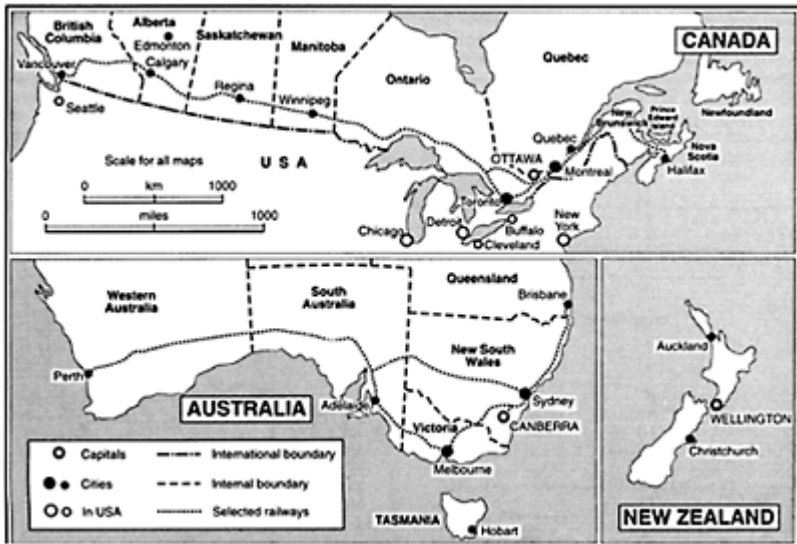 British
Columbia
Alberta
Edmonton
Saskatchewan
Manitoba
Ontario
Quebec
CANADA
Vancouver
Calgary
Regina
Winnipeg
Seattle
New
Brunswick
Prince
Edward
Island
Newfoundland
Nova
Scotia
Quebec
OTTAWA
Montreal
Halifax
Toronto
USA
Scale for all maps
0 km 1000
0 miles 1000
Chicago
Detroit
Buffalo
Cleveland
New
York
Western
Australia
South
Australia
Queensland
Brisbane
New South
Wales
Perth
Adelaide
Sydney
CANBERRA
Victoria
Melbourne
AUSTRALIA
TASMANIA
Hobart
Capitals
Cities
In USA
International boundary
Internal boundary
Selected railways
Auckland
WELLINGTON
Christchurch
NEW ZEALAND